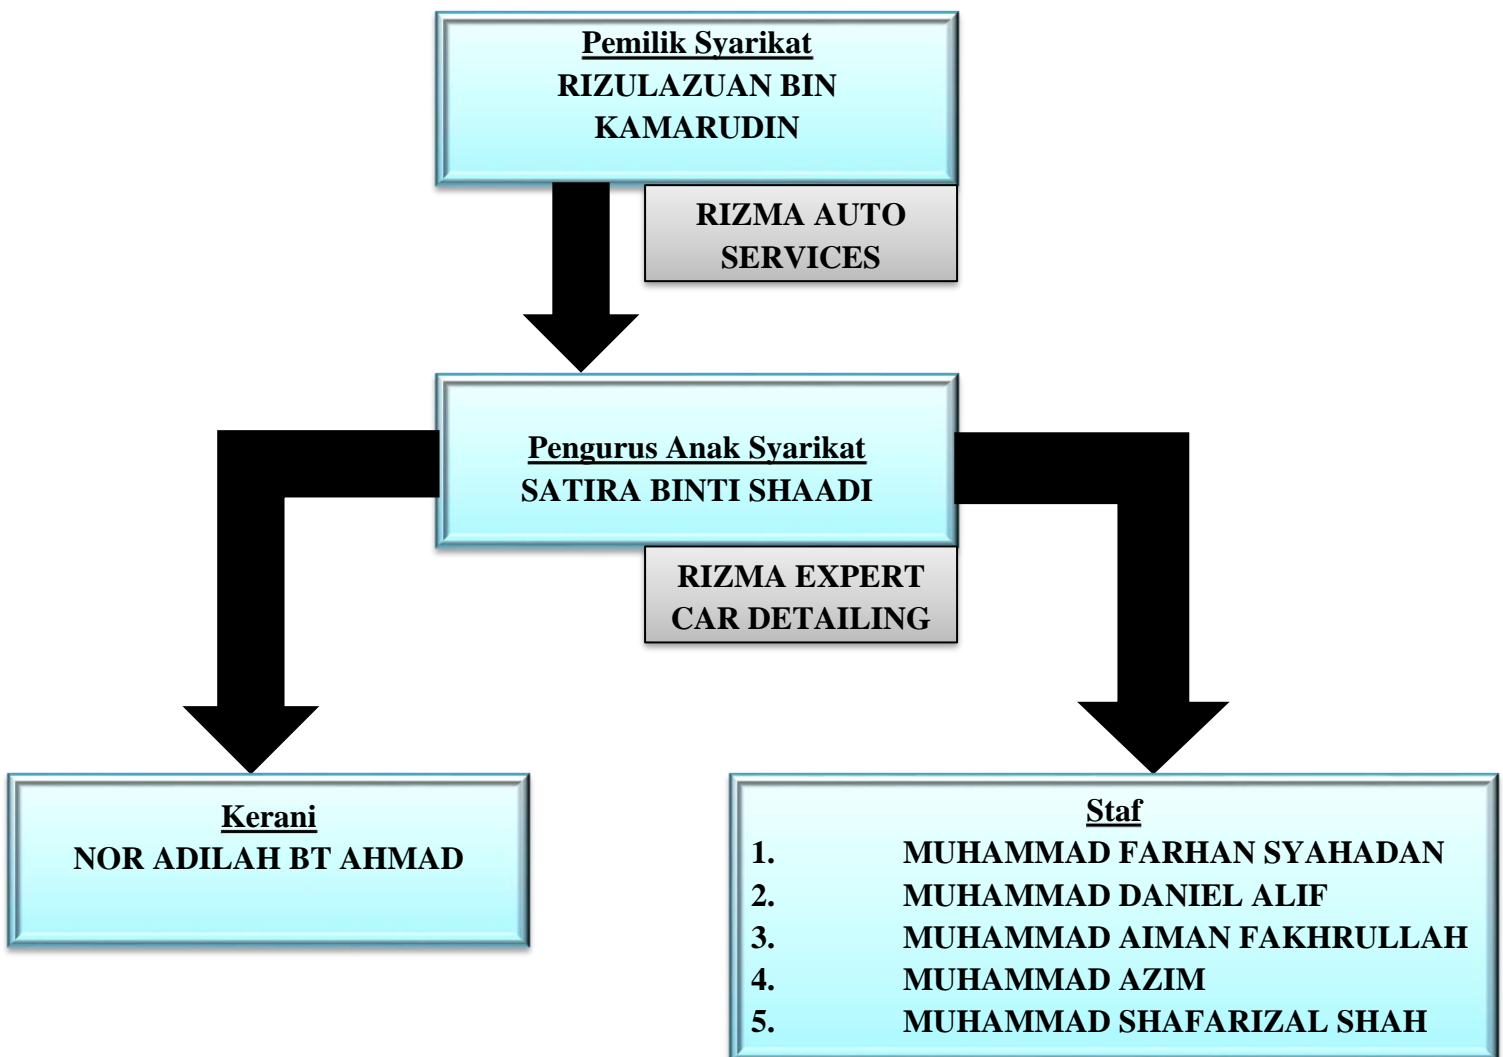 Pemilik Syarikat
RIZULAZUAN BIN
KAMARUDIN
RIZMA AUTO
SERVICES
Pengurus Anak Syarikat
SATIRA BINTI SHAADI
RIZMA EXPERT
CAR DETAILING
Kerani
NOR ADILAH BT AHMAD
Staf
1. MUHAMMAD FARHAN SYAHADAN
2. MUHAMMAD DANIEL ALIF
3. MUHAMMAD AIMAN FAKHRULLAH
4. MUHAMMAD AZIM
5. MUHAMMAD SHAFARIZAL SHAH